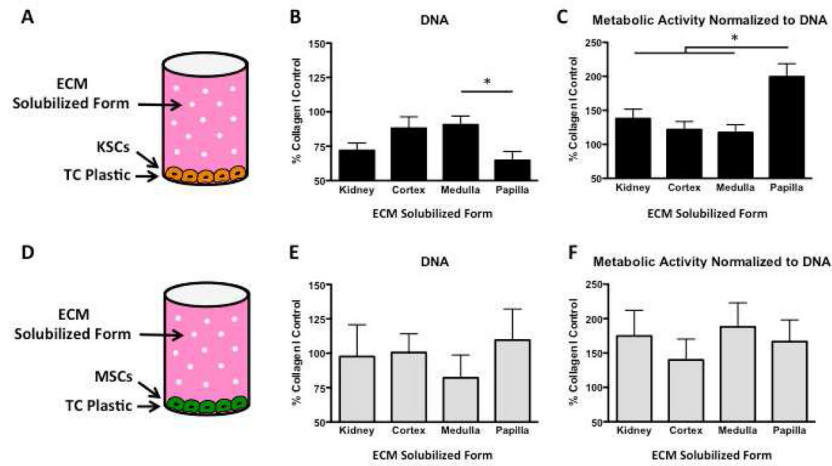 A
ECM
Solubilized Form
KSCs
TC Plastic
B
DNA
% Collagen I Control
150
125
100
75
50
*
Kidney Cortex Medulla Papilla
ECM Solubilized Form
C
Metabolic Activity Normalized to DNA
% Collagen I Control
250
200
150
100
50
*
Kidney Cortex Medulla Papilla
ECM Solubilized Form
D
ECM
Solubilized Form
MSCs
TC Plastic
E
DNA
% Collagen I Control
150
125
100
75
50
Kidney Cortex Medulla Papilla
ECM Solubilized Form
F
Metabolic Activity Normalized to DNA
% Collagen I Control
250
200
150
100
50
Kidney Cortex Medulla Papilla
ECM Solubilized Form